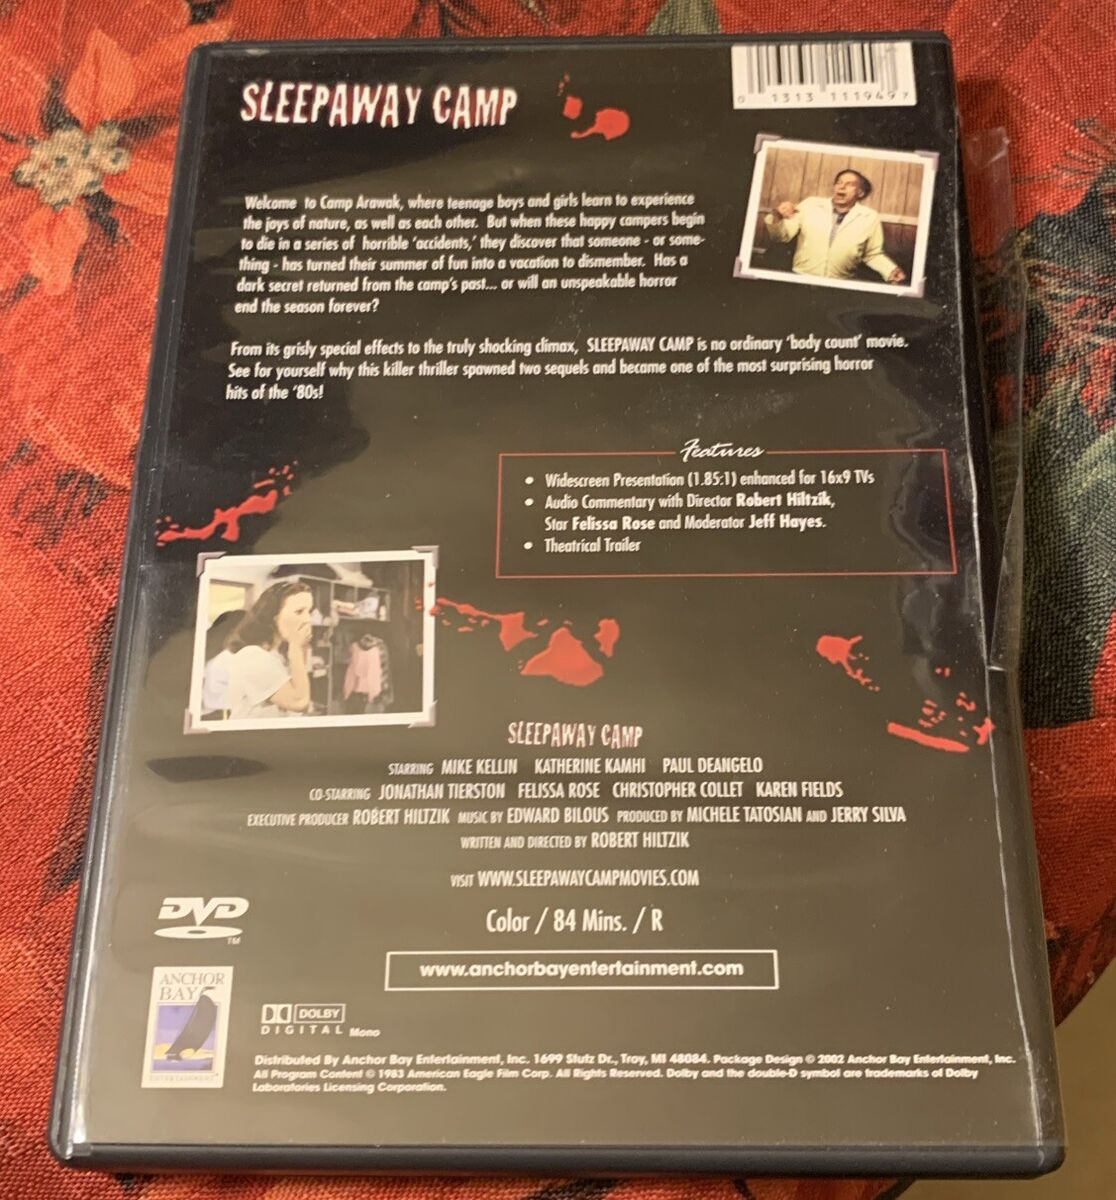 SLEEPAWAY CAMP
0 1313 1119497
Welcome to Camp Arawak, where teenage boys and girls learn to experience
the joys of nature, as well as each other. But when these happy campers begin
to die in a series of horrible 'accidents,' they discover that someone - or some-
thing - has turned their summer of fun into a vacation to dismember. Has a
dark secret returned from the camp's past... or will an unspeakable horror
end the season forever?
From its grisly special effects to the truly shocking climax, SLEEPAWAY CAMP is no ordinary 'body count' movie.
See for yourself why this killer thriller spawned two sequels and became one of the most surprising horror
hits of the '80s!
Features
• Widescreen Presentation (1.85:1) enhanced for 16x9 TVs
• Audio Commentary with Director Robert Hiltzik,
Star Felissa Rose and Moderator Jeff Hayes.
• Theatrical Trailer
SLEEPAWAY CAMP
STARRING MIKE KELLIN KATHERINE KAMHI PAUL DEANGELO
CO-STARRING JONATHAN TIERSTON FELISSA ROSE CHRISTOPHER COLLET KAREN FIELDS
EXECUTIVE PRODUCER ROBERT HILTZIK MUSIC BY EDWARD BILOUS PRODUCED BY MICHELE TATOSIAN AND JERRY SILVA
WRITTEN AND DIRECTED BY ROBERT HILTZIK
VISIT WWW.SLEEPAWAYCAMPMOVIES.COM
DVD
TM
Color / 84 Mins. / R
www.anchorbayentertainment.com
ANCHOR
BAY
ENTERTAINMENT
DOLBY
DIGITAL Mono
Distributed By Anchor Bay Entertainment, Inc. 1699 Stutz Dr., Troy, MI 48084. Package Design © 2002 Anchor Bay Entertainment, Inc.
All Program Content © 1983 American Eagle Film Corp. All Rights Reserved. Dolby and the double-D symbol are trademarks of Dolby
Laboratories Licensing Corporation.